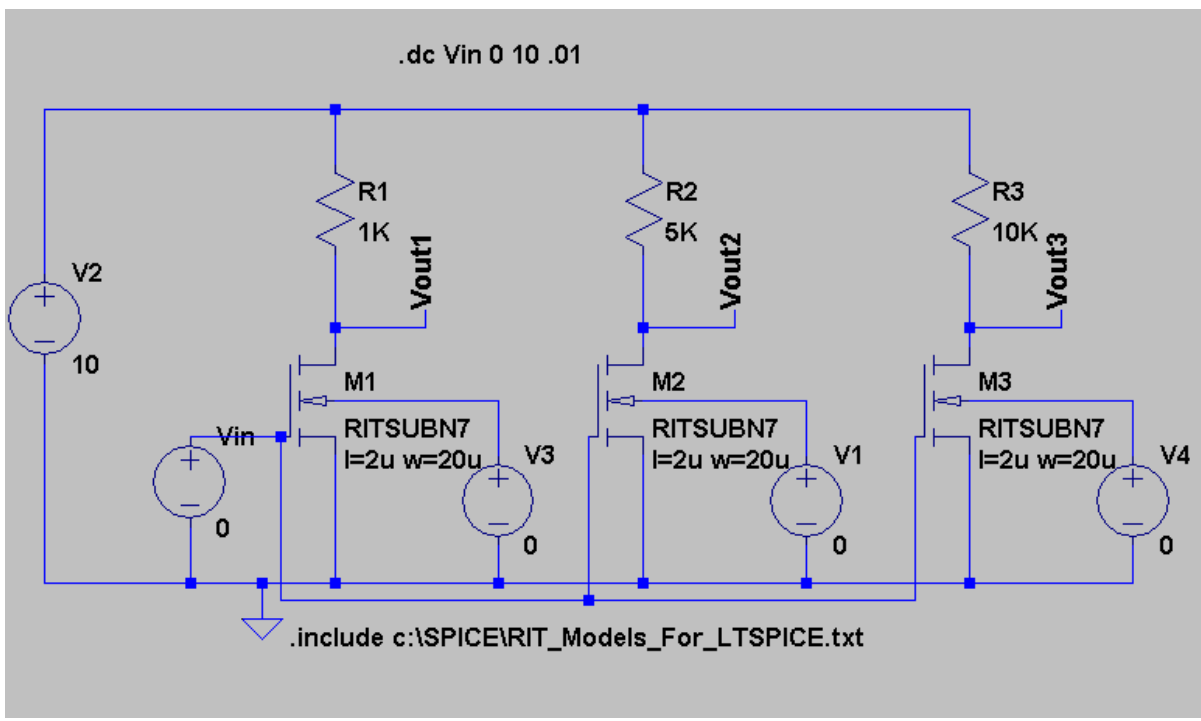 .dc Vin 0 10 .01
R1
1K
R2
5K
R3
10K
Vout1
Vout2
Vout3
V2
10
M1
RITSUBN7
l=2u w=20u
M2
RITSUBN7
l=2u w=20u
M3
RITSUBN7
l=2u w=20u
Vin
0
V3
0
V1
0
V4
0
.include c:\SPICE\RIT_Models_For_LTSPICE.txt